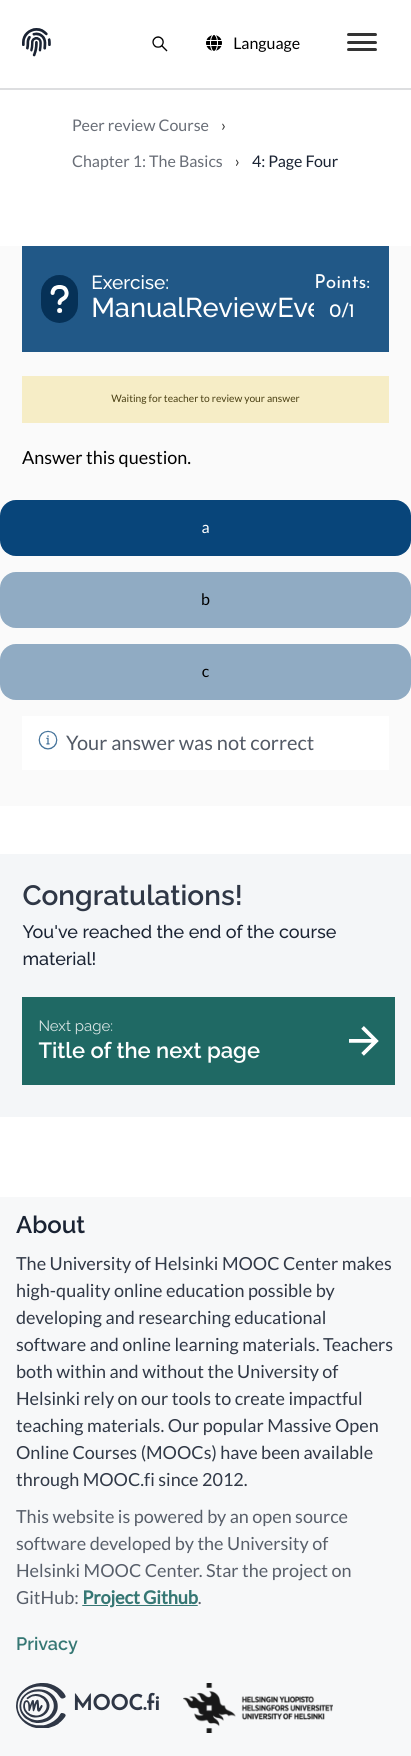 Language
Peer review Course ›
Chapter 1: The Basics › 4: Page Four
Exercise:
ManualReviewEve
Points:
0/1
Waiting for teacher to review your answer
Answer this question.
a
b
c
Your answer was not correct
Congratulations!
You've reached the end of the course
material!
Next page:
Title of the next page
About
The University of Helsinki MOOC Center makes
high-quality online education possible by
developing and researching educational
software and online learning materials. Teachers
both within and without the University of
Helsinki rely on our tools to create impactful
teaching materials. Our popular Massive Open
Online Courses (MOOCs) have been available
through MOOC.fi since 2012.
This website is powered by an open source
software developed by the University of
Helsinki MOOC Center. Star the project on
GitHub: Project Github.
Privacy
MOOC.fi
HELSINGIN YLIOPISTO
HELSINGFORS UNIVERSITET
UNIVERSITY OF HELSINKI